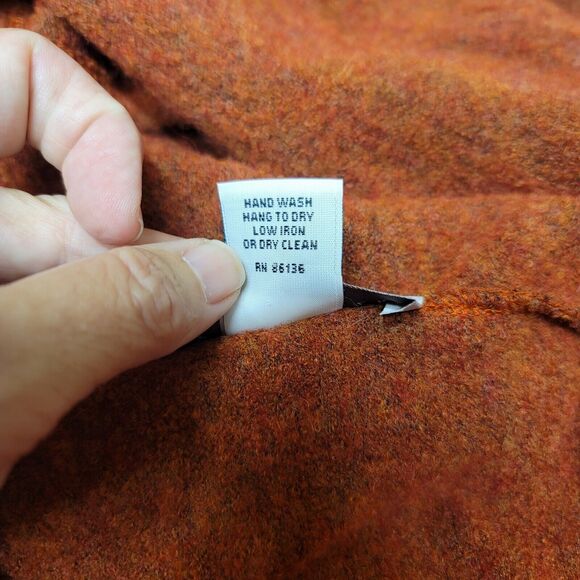 HAND WASH
HANG TO DRY
LOW IRON
OR DRY CLEAN
RN 86136